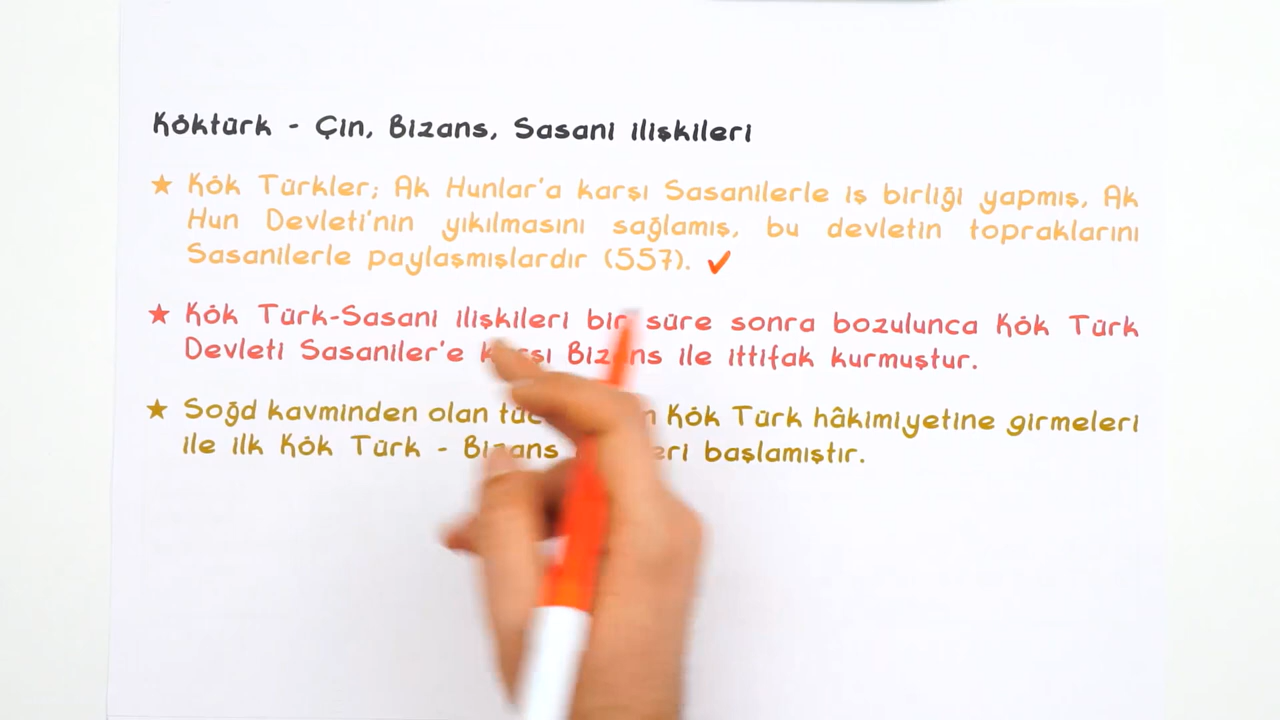 Köktürk - Çin, Bizans, Sasani ilişkileri
★ Kök Türkler; Ak Hunlar'a karşı Sasanilerle iş birliği yapmış, Ak
Hun Devleti'nin yıkılmasını sağlamış, bu devletin topraklarını
Sasanilerle paylaşmışlardır (557). ✓
★ Kök Türk-Sasani ilişkileri bir süre sonra bozulunca Kök Türk
Devleti Sasaniler'e karşı Bizans ile ittifak kurmuştur.
★ Soğd kavminden olan Kök Türk hâkimiyetine girmeleri
ile ilk Kök Türk - Bizans başlamıştır.